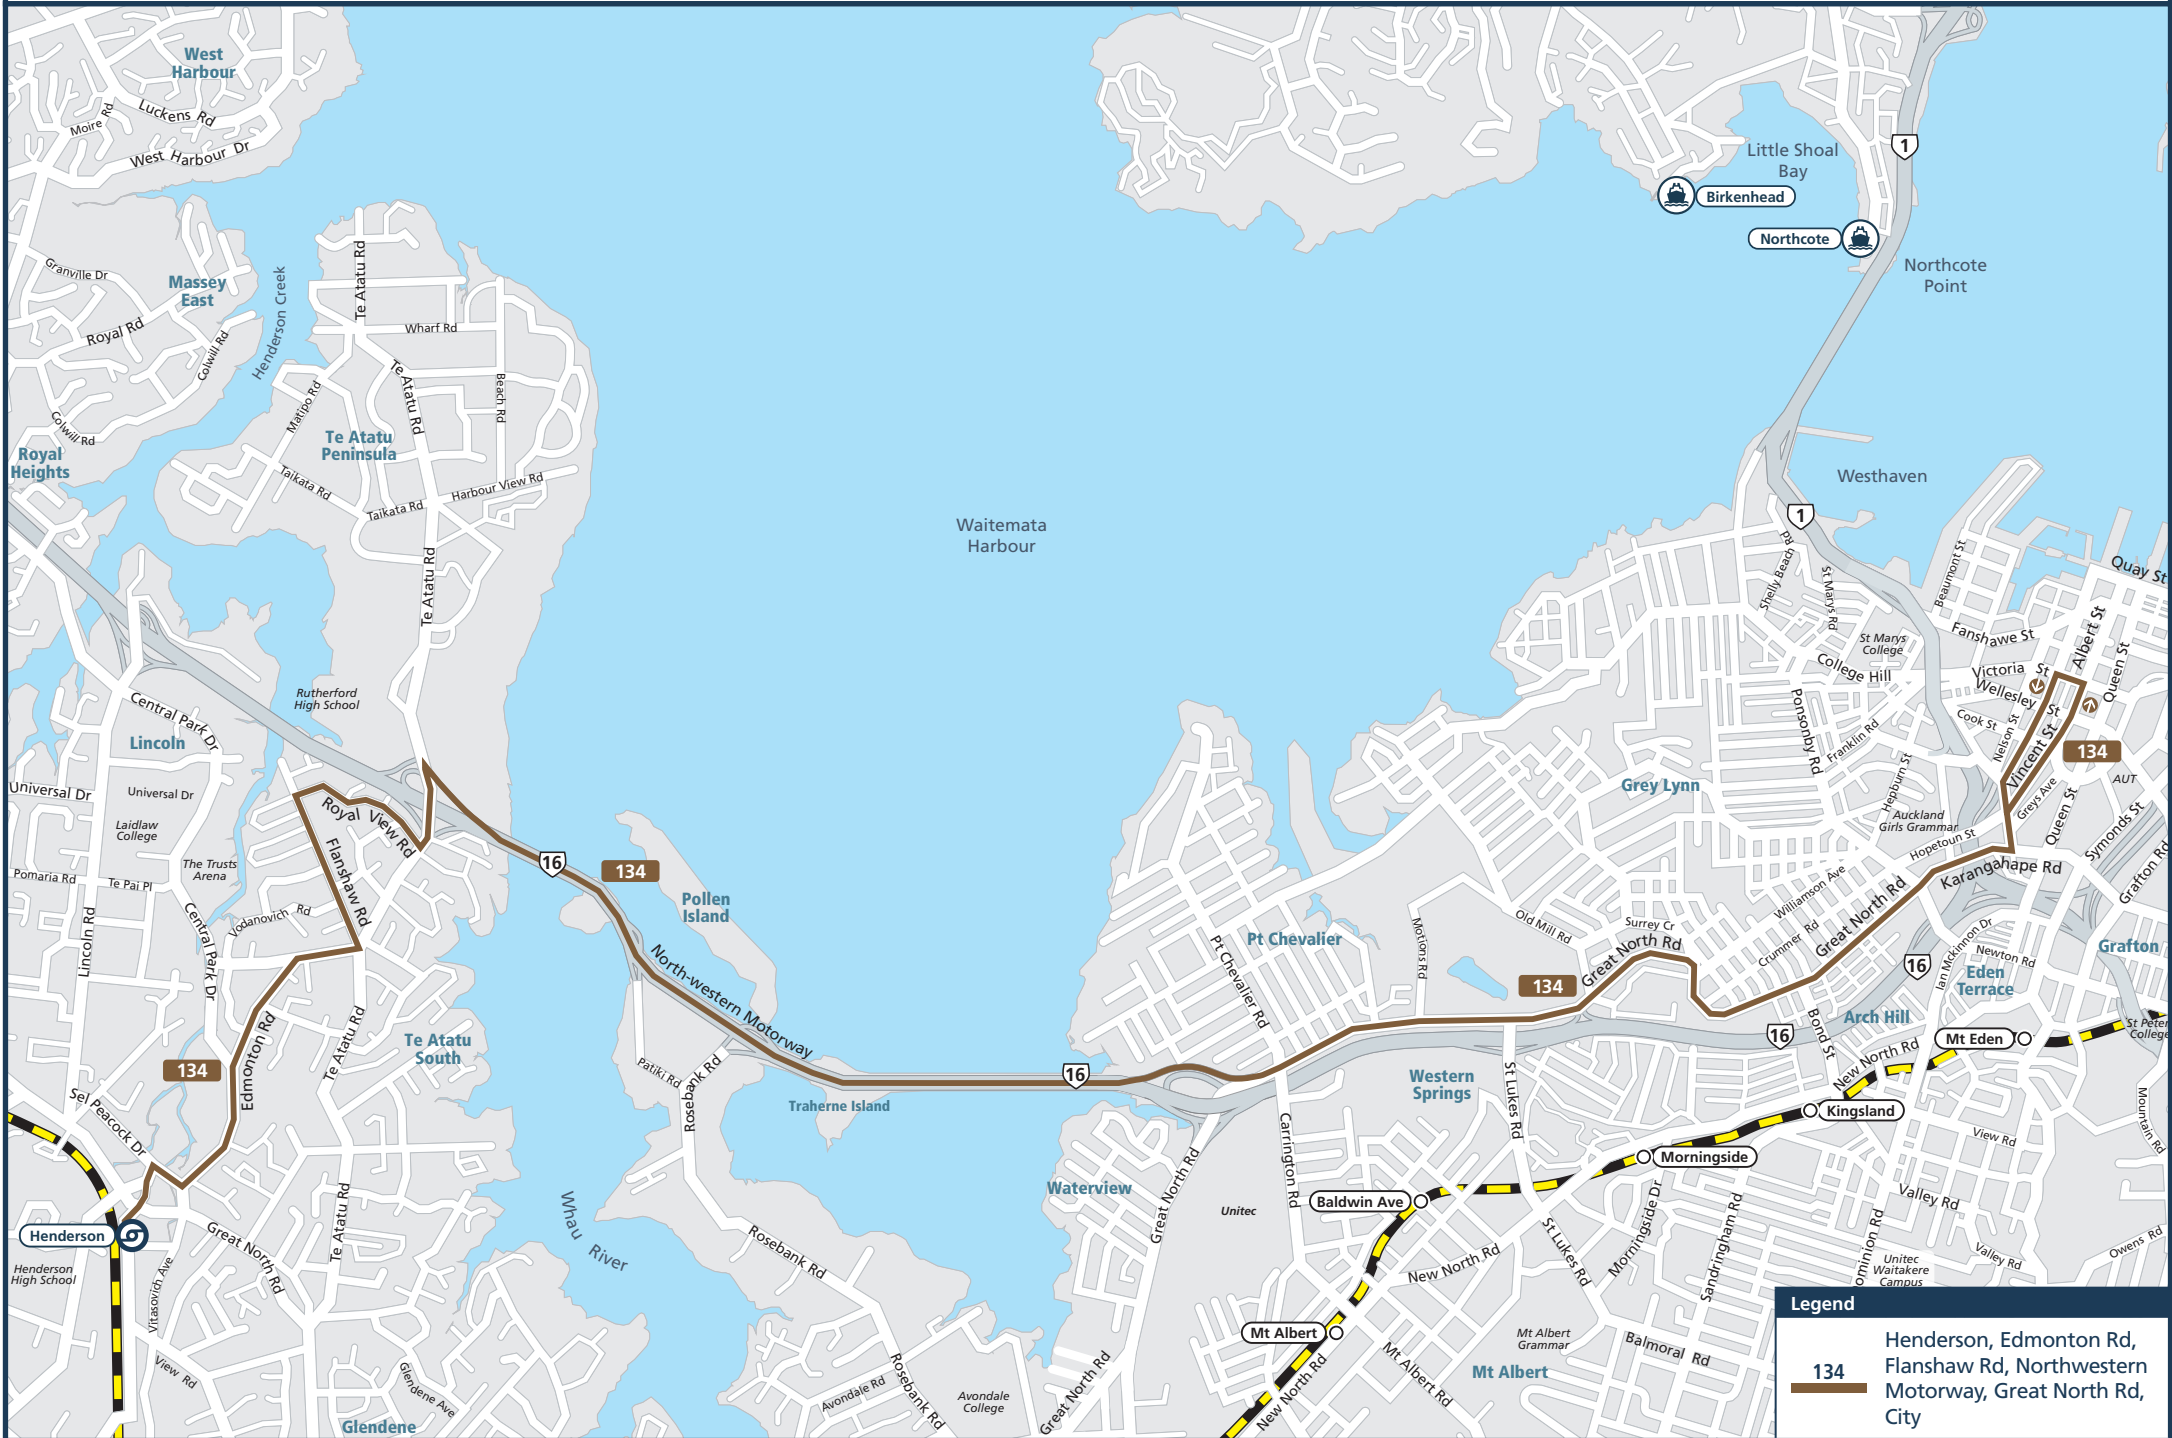 West
Harbour
Luckens Rd
Moire Rd
West Harbour Dr
Little Shoal
Bay
1
Birkenhead
Northcote
Northcote
Point
Granville Dr
Massey
East
Henderson Creek
Te Atatu Rd
Royal Rd
Colwill Rd
Wharf Rd
Te Atatu Rd
Beach Rd
Matipo Rd
Colwill Rd
Te Atatu
Peninsula
Royal
Heights
Taikata Rd
Harbour View Rd
Taikata Rd
Westhaven
1
Waitemata
Harbour
Te Atatu Rd
Shelly Beach Rd
St Marys Rd
Beaumont St
Quay St
Fanshawe St
Albert St
St Marys
College
College Hill
Victoria St
Wellesley St
Queen St
Rutherford
High School
Central Park Dr
Lincoln
Ponsonby Rd
Franklin Rd
Cook St
Nelson St
Vincent St
134
AUT
Universal Dr
Universal Dr
Grey Lynn
Hepburn St
Greys Ave
Queen St
Symonds St
Laidlaw
College
Royal View Rd
Flanshaw Rd
Auckland
Girls Grammar
Hopetoun St
Karangahape Rd
Grafton Rd
The Trusts
Arena
16
134
Pomaria Rd
Te Pai Pl
Pollen
Island
Williamson Ave
Vodanovich Rd
Central Park Dr
Lincoln Rd
Pt Chevalier
Pt Chevalier Rd
Motions Rd
Old Mill Rd
Surrey Cr
Great North Rd
Crummer Rd
Great North Rd
Ian Mckinnon Dr
Newton Rd
Grafton
North-western Motorway
134
16
Eden
Terrace
Te Atatu Rd
Edmonton Rd
Te Atatu
South
134
Arch Hill
Bond St
16
Mt Eden
St Peter
College
New North Rd
Patiki Rd
Rosebank Rd
16
Western
Springs
St Lukes Rd
Sel Peacock Dr
Traherne Island
Kingsland
Mountain Rd
Carrington Rd
View Rd
Morningside
Waterview
Great North Rd
Unitec
Baldwin Ave
Valley Rd
Te Atatu Rd
Whau River
Henderson
Great North Rd
Rosebank Rd
St Lukes Rd
Morningside Dr
Sandringham Rd
ominion Rd
Valley Rd
Owens Rd
Henderson
High School
Vitasovich Ave
New North Rd
Unitec
Waitakere
Campus
Mt Albert
Mt Albert
Grammar
Balmoral Rd
View Rd
Glendene Ave
Glendene
Avondale Rd
Rosebank Rd
Avondale
College
Great North Rd
New North Rd
Mt Albert Rd
Mt Albert
Legend
134
Henderson, Edmonton Rd,
Flanshaw Rd, Northwestern
Motorway, Great North Rd,
City